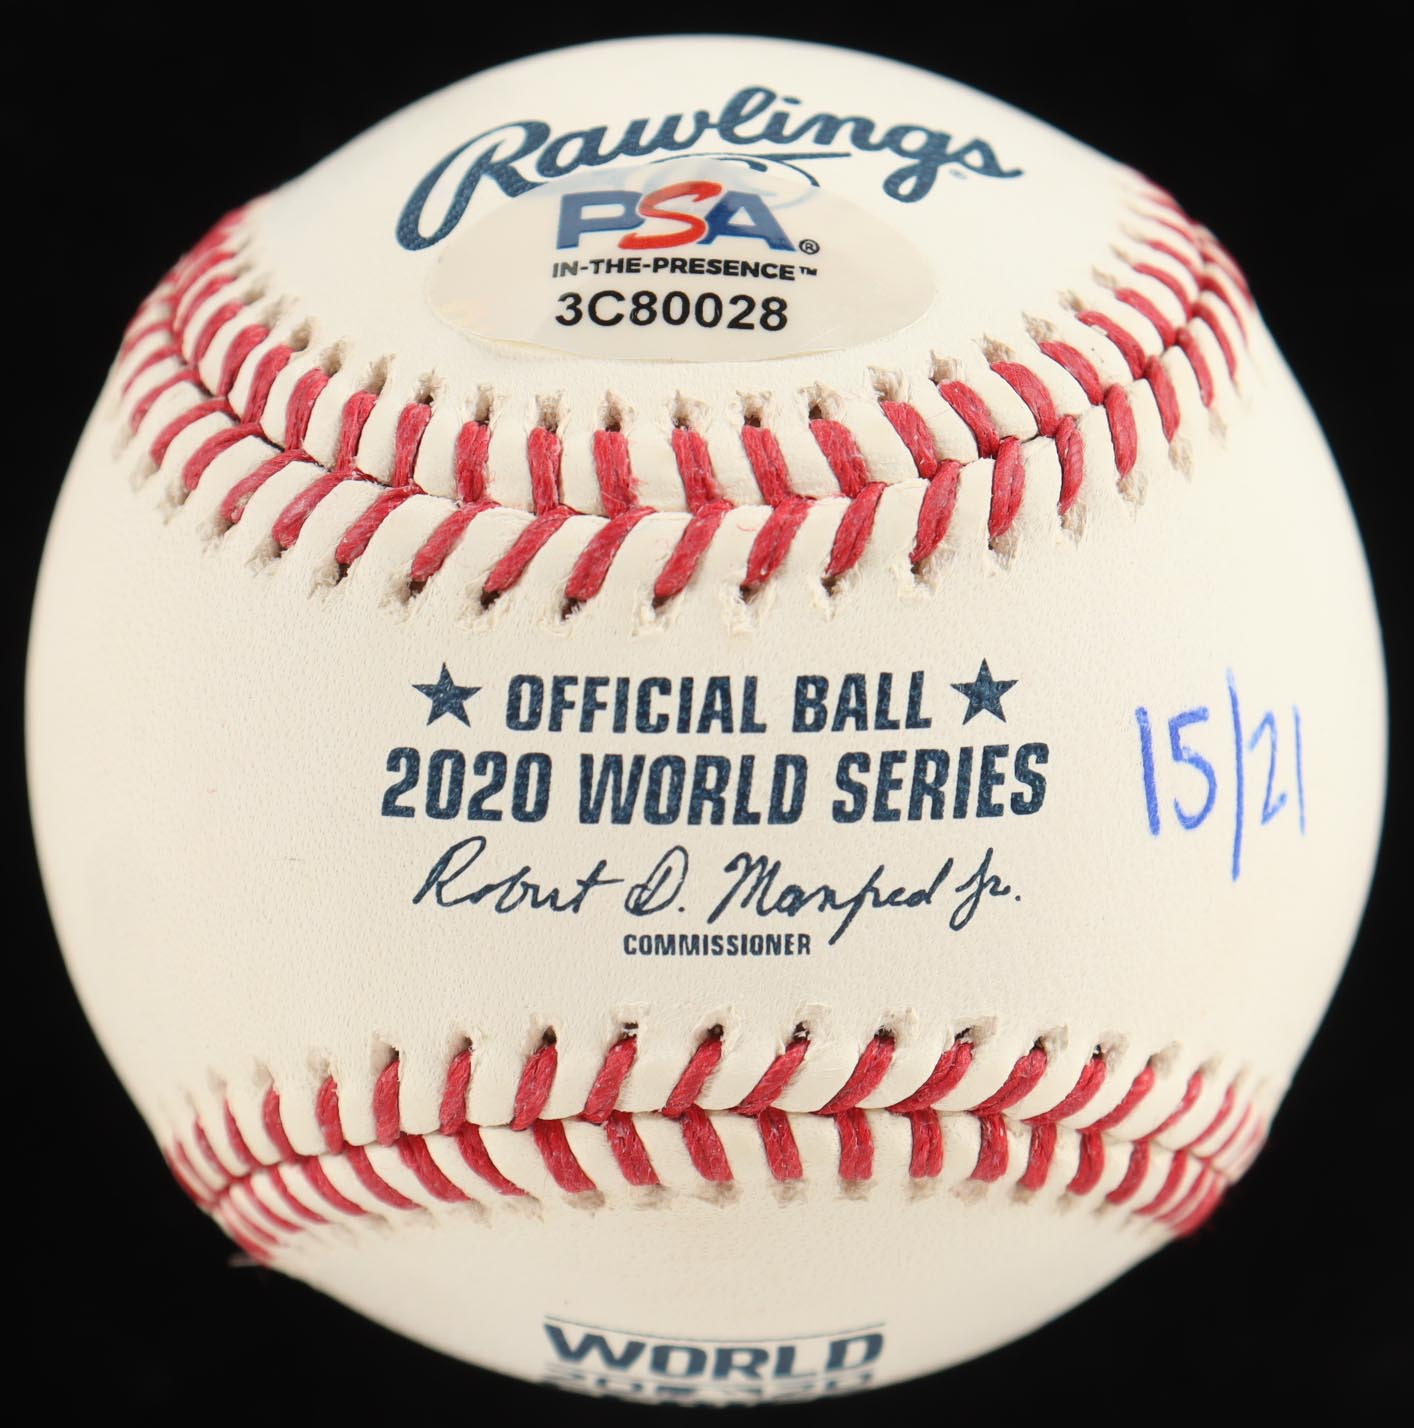 Rawlings
PSA®
IN-THE-PRESENCE™
3C80028
★ OFFICIAL BALL ★
2020 WORLD SERIES
Robert D. Manfred Jr.
COMMISSIONER
15/21
WORLD